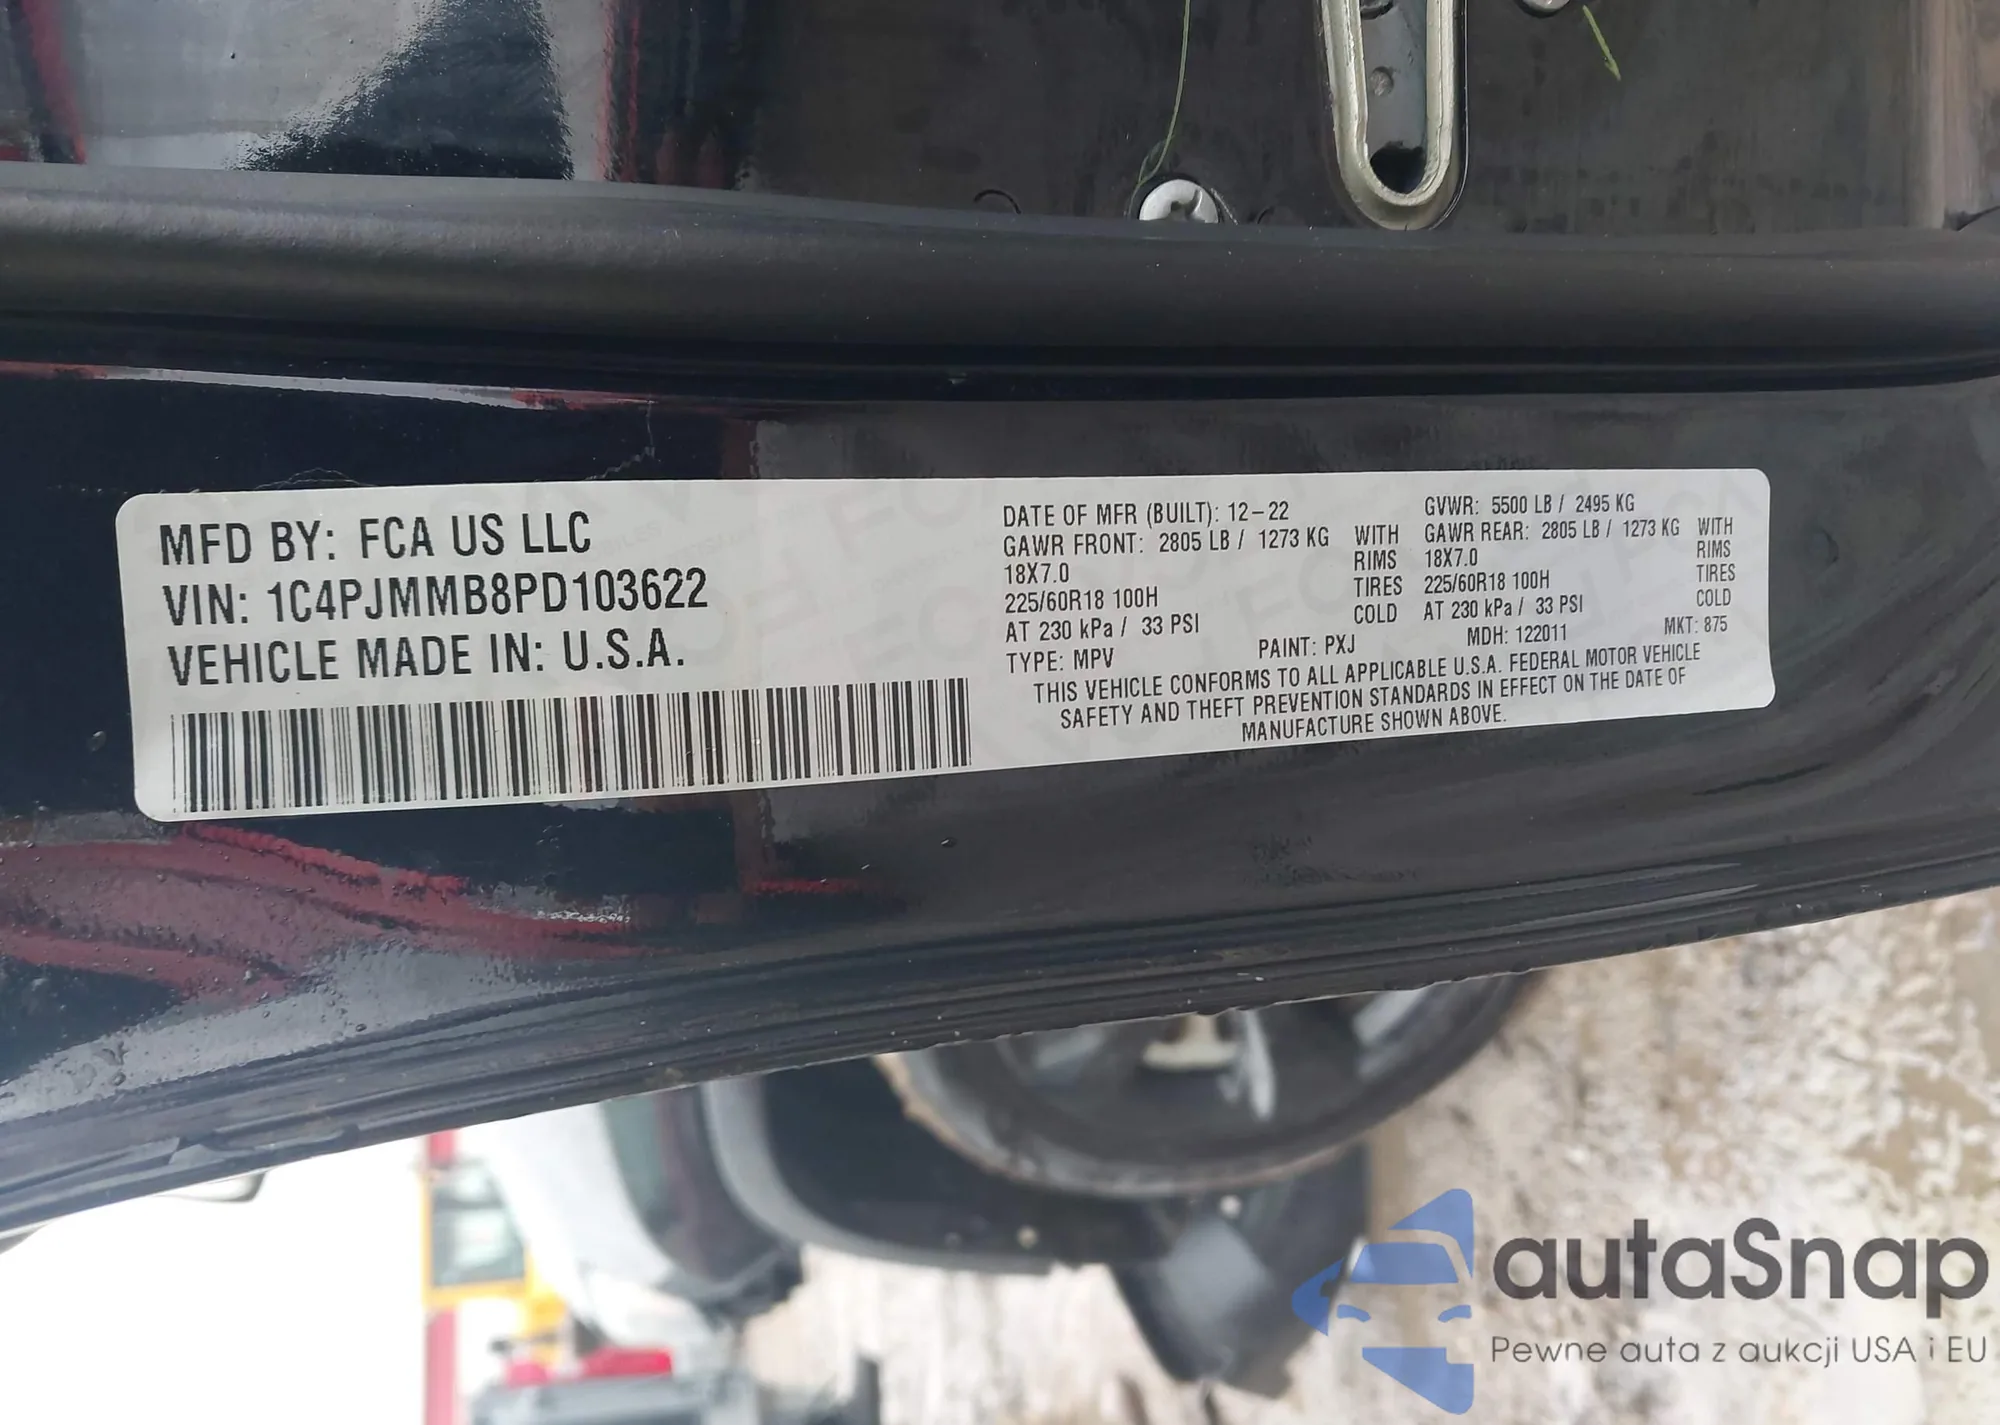 MFD BY: FCA US LLC
VIN: 1C4PJMMB8PD103622
VEHICLE MADE IN: U.S.A.
DATE OF MFR (BUILT): 12-22 GVWR: 5500 LB / 2495 KG
GAWR FRONT: 2805 LB / 1273 KG WITH GAWR REAR: 2805 LB / 1273 KG WITH
18X7.0 RIMS 18X7.0 RIMS
225/60R18 100H TIRES 225/60R18 100H TIRES
AT 230 kPa / 33 PSI COLD AT 230 kPa / 33 PSI COLD
TYPE: MPV PAINT: PXJ MDH: 122011 MKT: 875
THIS VEHICLE CONFORMS TO ALL APPLICABLE U.S.A. FEDERAL MOTOR VEHICLE
SAFETY AND THEFT PREVENTION STANDARDS IN EFFECT ON THE DATE OF
MANUFACTURE SHOWN ABOVE.
autaSnap
Pewne auta z aukcji USA i EU